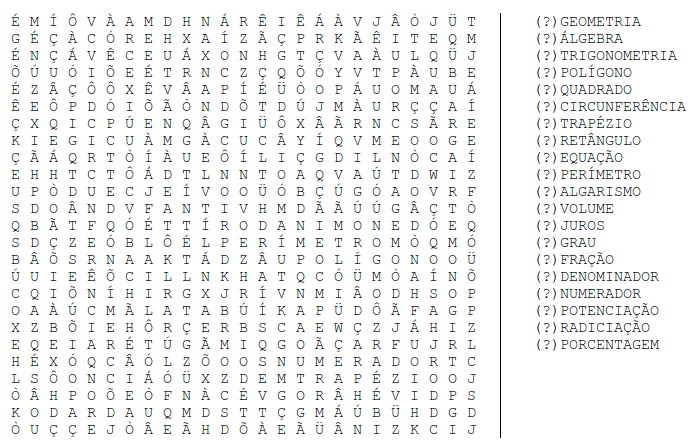 É M Í Ô V À A M D H N Á R Ê I Ê Á À V J Â Ò J Ü T (?)GEOMETRIA
G É Ç À C Ó R E H X A Í Z Ã Ç P R K Ã Ê I T E Q M (?)ÁLGEBRA
É N Ç Á V Ê C E U Á X O N H G T Ç V A À U L Q Ü J (?)TRIGONOMETRIA
Õ Ú U Ó I Õ E É T R N C Z Ç Q Õ Ó Y V T P À U B E (?)POLÍGONO
É Z Â Ç Ô Ô X Ê V Â A P Í É Ü Ò O P Á U O M A U Á (?)QUADRADO
Ê E Ô P D Ó I Õ Ã Ò N D Õ T D Ú J M À U R Ç Ç A Í (?)CIRCUNFERÊNCIA
Ç X Q I C P Ú E N Q Â G I Ü Ô X Ã Ã R N C S Ã R E (?)TRAPÉZIO
K I E G I C U À M G À C U C Â Y Í Q V M E O O G E (?)RETÂNGULO
Ç Ã Á Q R T Ò Í À U E Ô Í L I Ç G D I L N Ò C A Í (?)EQUAÇÃO
E H H T C T Ô Á D T L N N T O A Q V A Ú T D W I Z (?)PERÍMETRO
U P Ò D U E C J E Í V O O Ü Ó B Ç Ú G Ó A O V R F (?)ALGARISMO
S D O Â N D V F A N T I V H M D Ã Ã Ú Ú G Â Ç T Ò (?)VOLUME
Q B Ã T F Q Ó É T T Í R O D A N I M O N E D Ó E Q (?)JUROS
S D Ç Z E Ó B L Ô É L P E R Í M E T R O M Ò Q M Ó (?)GRAU
B Â Õ S R N A A K T Á D Z Â U P O L Í G O N O O Ü (?)FRAÇÃO
Ú U I E Ê Õ C I L L N K H A T Q C Ó Ü M Ò A Í N Õ (?)DENOMINADOR
C Q I Õ N Í H I R G X J R Í V N M I Â O D H S O P (?)NUMERADOR
O A À Ú C M Ã L A T A B Ú Í K A P Ü D Ô Ã F A G P (?)POTENCIAÇÃO
X Z B Õ I E H Ô R Ç E R B S C A E W Ç Z J Á H I Z (?)RADICIAÇÃO
E Q E I A R É T Ú G Ã M I Q G O Ã Ç A R F U J R L (?)PORCENTAGEM
H É X Ó Q C Â Ó L Z Õ O O S N U M E R A D O R T C
L S Ô O N C I Á Ó Ü X Z D E M T R A P É Z I O O J
Ò Â H P O Õ E Ò F N À C É V G O R Â H É V I D P S
K O D A R D A U Q M D S T T Ç G M Á Ú B Ü H D G D
Ò U Ç Ç E J Ò Â E Ã H D Õ À E Ã Ü Â N I Z K C I J